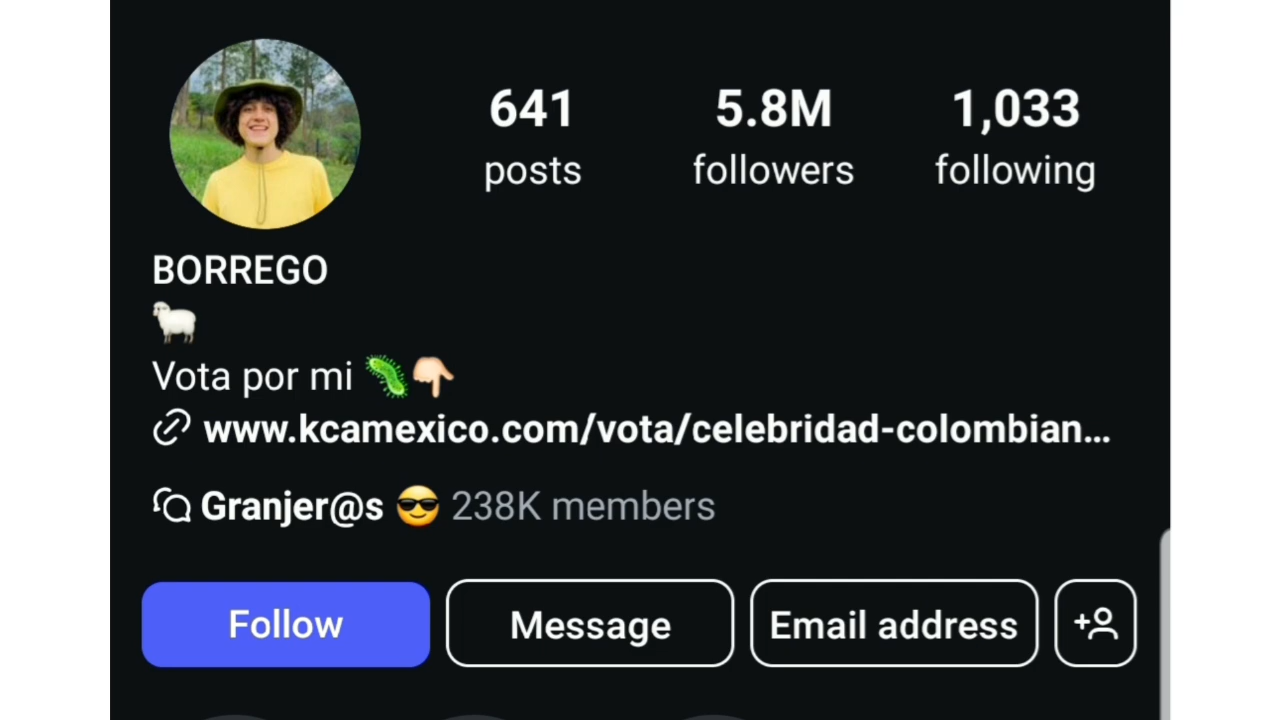 641 5.8M 1,033
posts followers following
BORREGO
🐑
Vota por mi 🦠👇🏻
www.kcamexico.com/vota/celebridad-colombian...
Granjer@s 😎 238K members
Follow Message Email address